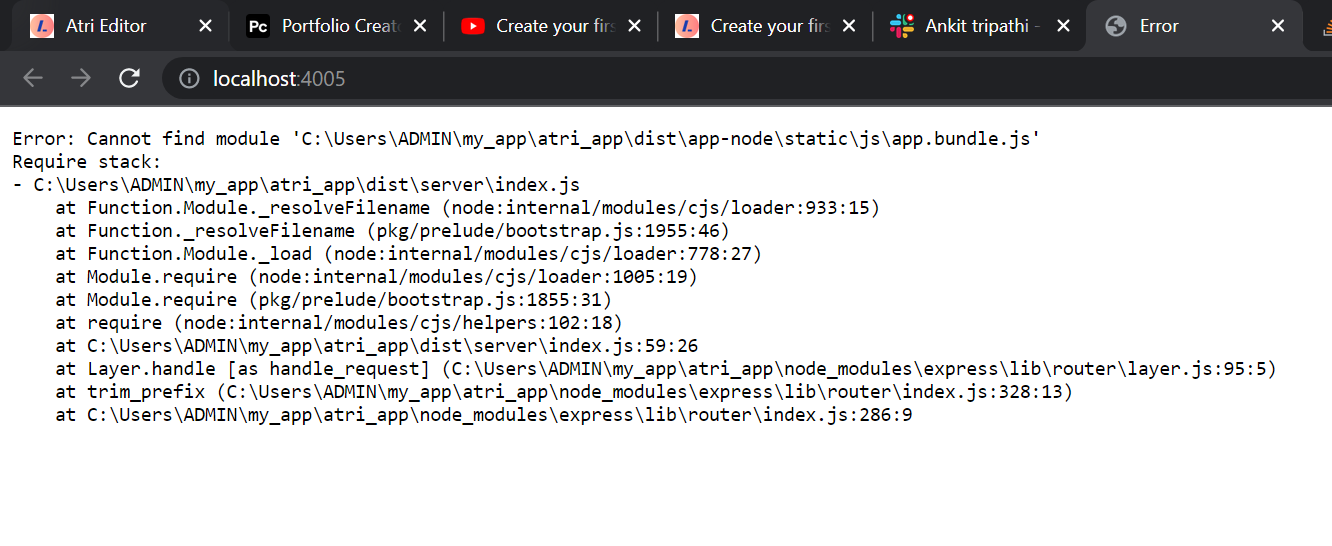 Atri Editor
Pc Portfolio Creato
Create your firs
Create your firs
Ankit tripathi -
Error
localhost:4005
Error: Cannot find module 'C:\Users\ADMIN\my_app\atri_app\dist\app-node\static\js\app.bundle.js'
Require stack:
- C:\Users\ADMIN\my_app\atri_app\dist\server\index.js
at Function.Module._resolveFilename (node:internal/modules/cjs/loader:933:15)
at Function._resolveFilename (pkg/prelude/bootstrap.js:1955:46)
at Function.Module._load (node:internal/modules/cjs/loader:778:27)
at Module.require (node:internal/modules/cjs/loader:1005:19)
at Module.require (pkg/prelude/bootstrap.js:1855:31)
at require (node:internal/modules/cjs/helpers:102:18)
at C:\Users\ADMIN\my_app\atri_app\dist\server\index.js:59:26
at Layer.handle [as handle_request] (C:\Users\ADMIN\my_app\atri_app\node_modules\express\lib\router\layer.js:95:5)
at trim_prefix (C:\Users\ADMIN\my_app\atri_app\node_modules\express\lib\router\index.js:328:13)
at C:\Users\ADMIN\my_app\atri_app\node_modules\express\lib\router\index.js:286:9